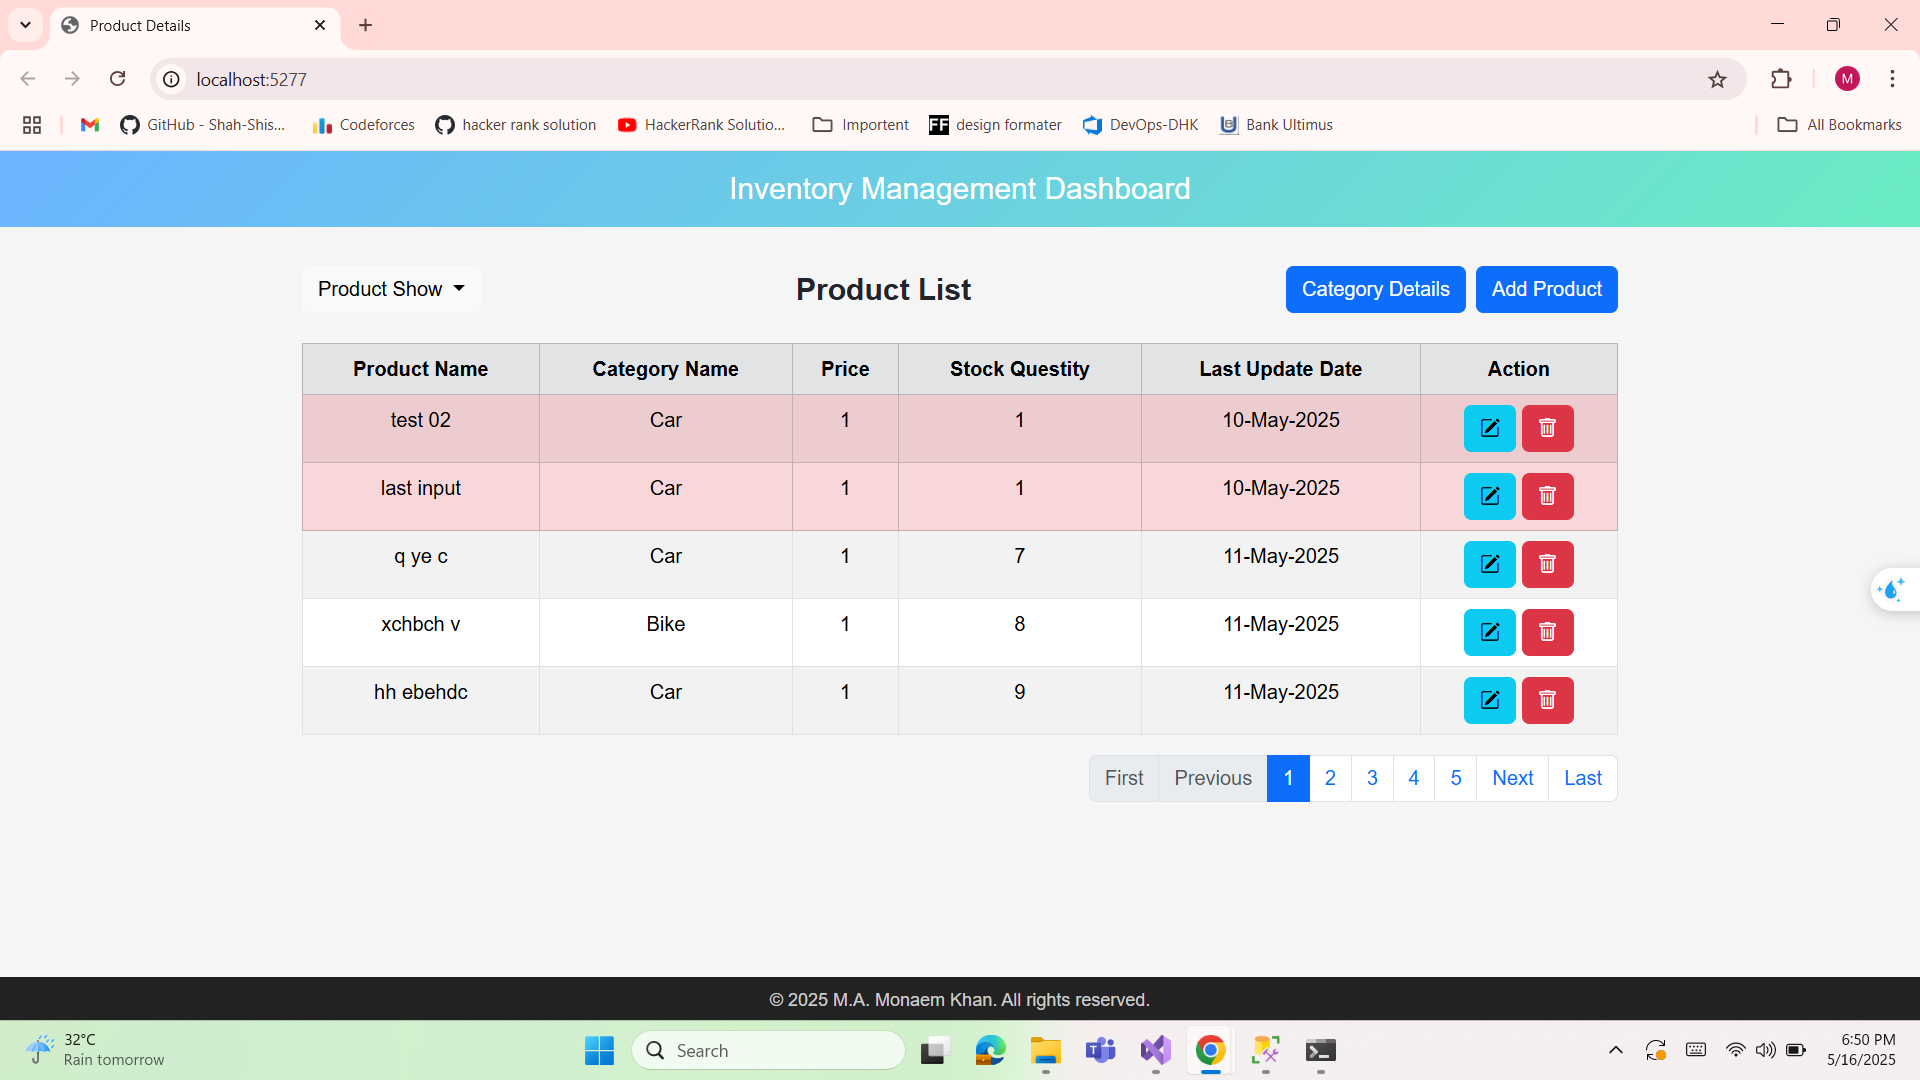 Product Details
localhost:5277
M
GitHub - Shah-Shis...
Codeforces
hacker rank solution
HackerRank Solutio...
Importent
FF design formater
DevOps-DHK
Bank Ultimus
All Bookmarks
Inventory Management Dashboard
Product Show
Product List
Category Details
Add Product
Product Name Category Name Price Stock Questity Last Update Date Action
test 02 Car 1 1 10-May-2025
last input Car 1 1 10-May-2025
q ye c Car 1 7 11-May-2025
xchbch v Bike 1 8 11-May-2025
hh ebehdc Car 1 9 11-May-2025
First Previous 1 2 3 4 5 Next Last
© 2025 M.A. Monaem Khan. All rights reserved.
32°C
Rain tomorrow
Search
6:50 PM
5/16/2025